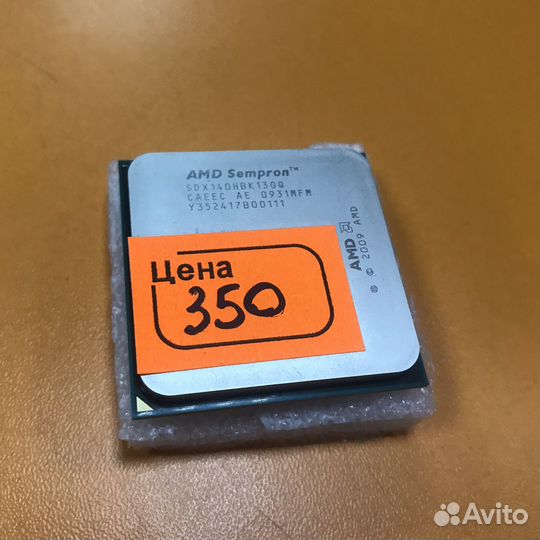 AMD Sempron™
SDX140HBK13GQ
CAEEC AE 0931MFM
Y352417B00111
AMD
© 2009 AMD
Цена
350
Avito